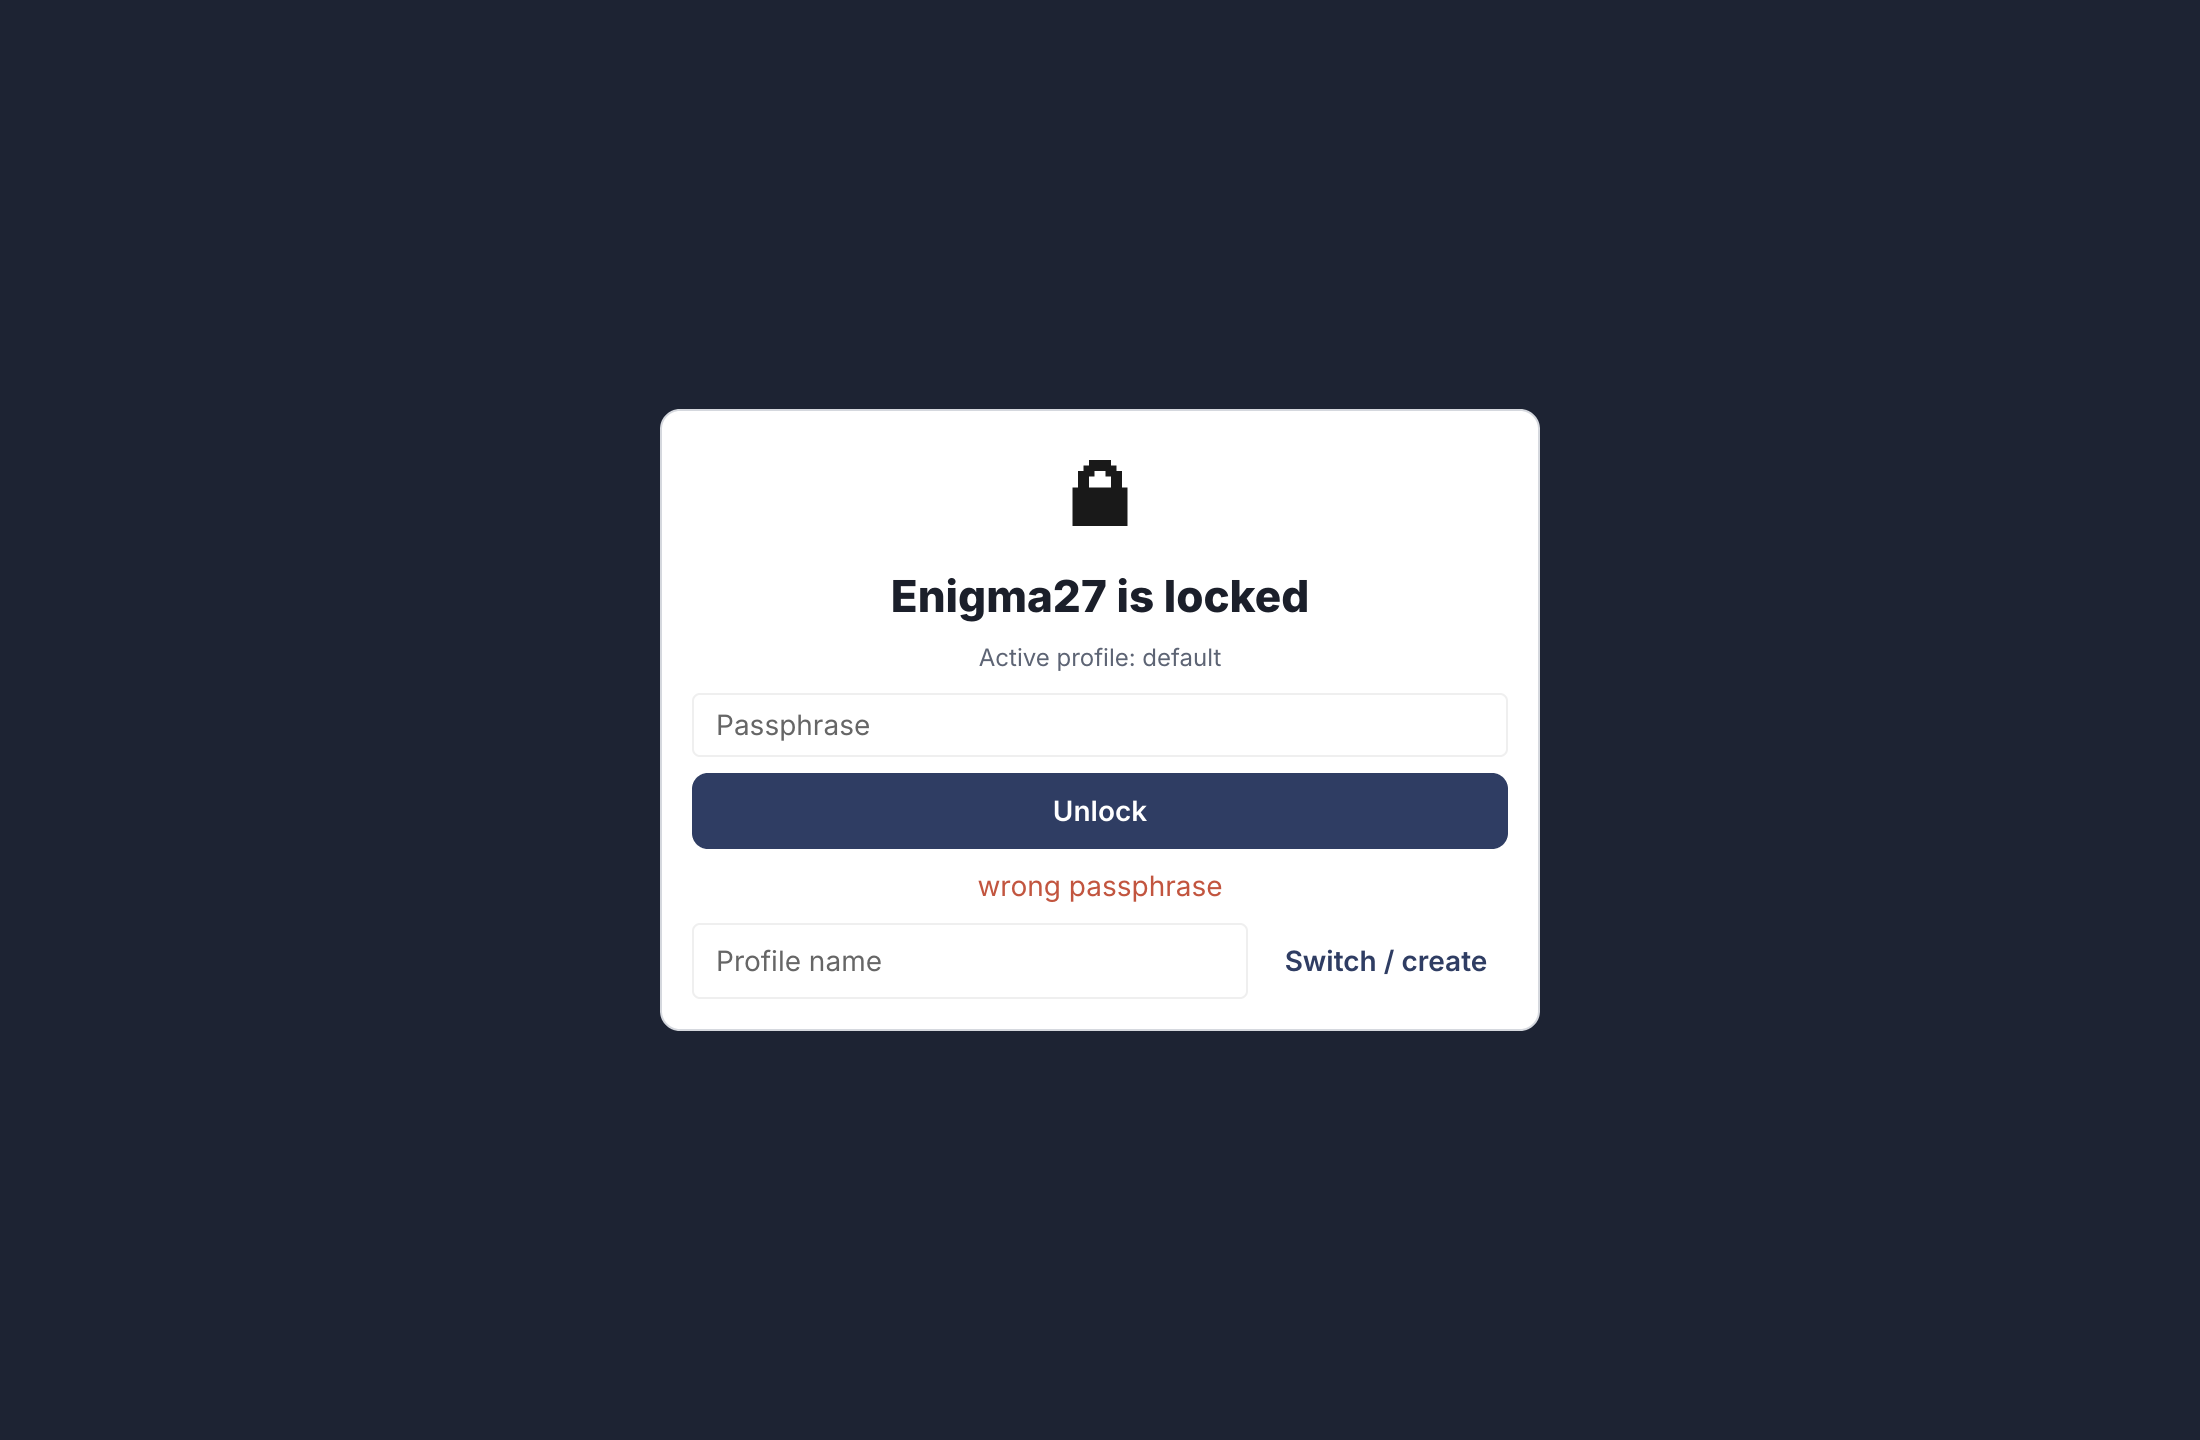 Enigma27 is locked
Active profile: default
Passphrase
Unlock
wrong passphrase
Profile name
Switch / create